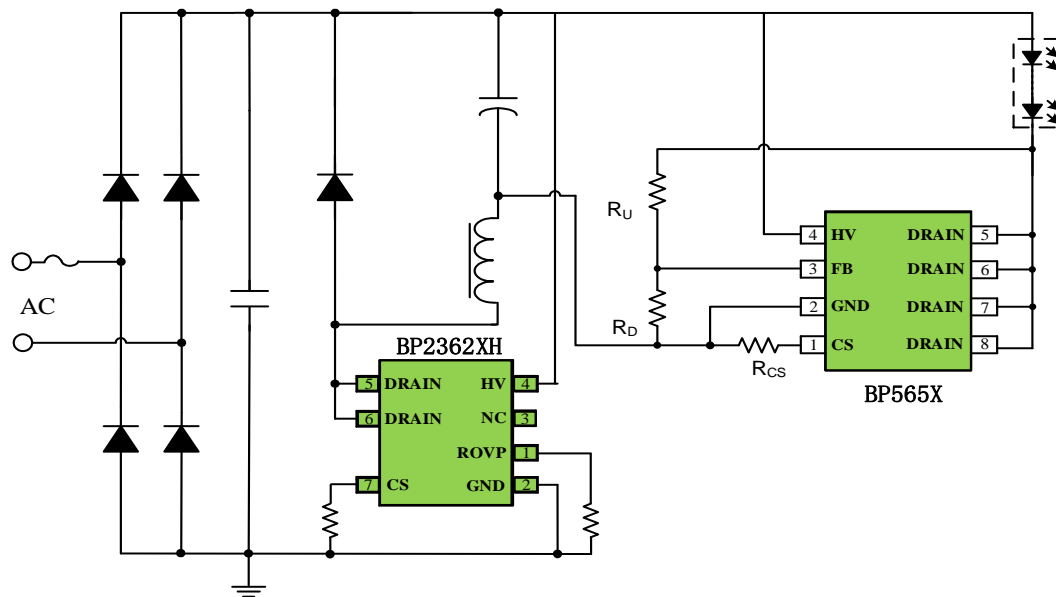 AC
BP2362XH
5 DRAIN HV 4
6 DRAIN NC 3
ROVP 1
7 CS GND 2
RU
RD
RCS
4 HV DRAIN 5
3 FB DRAIN 6
2 GND DRAIN 7
1 CS DRAIN 8
BP565X